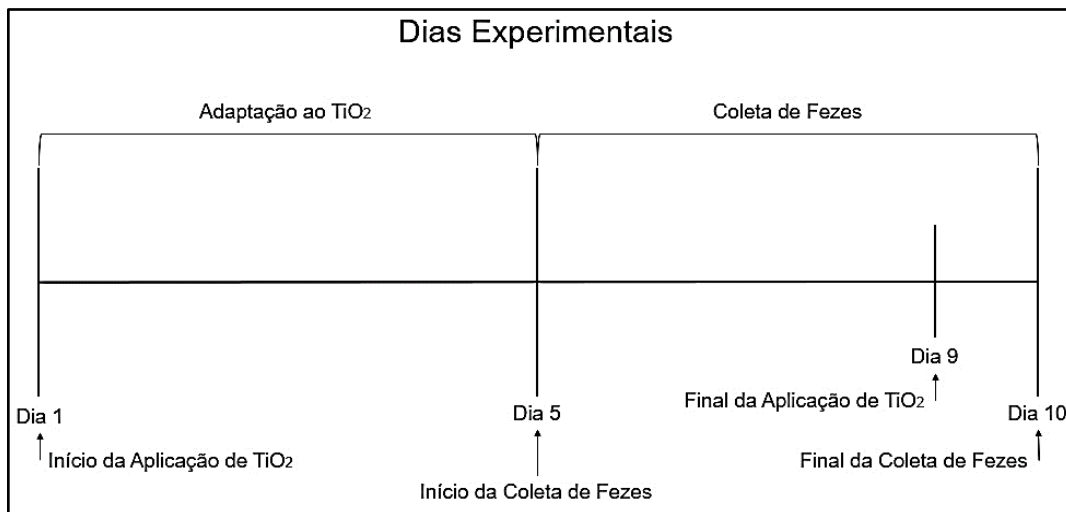 Dias Experimentais
Adaptação ao TiO2
Coleta de Fezes
Dia 9
Final da Aplicação de TiO2
Dia 1
Dia 5
Dia 10
Início da Aplicação de TiO2
Final da Coleta de Fezes
Início da Coleta de Fezes